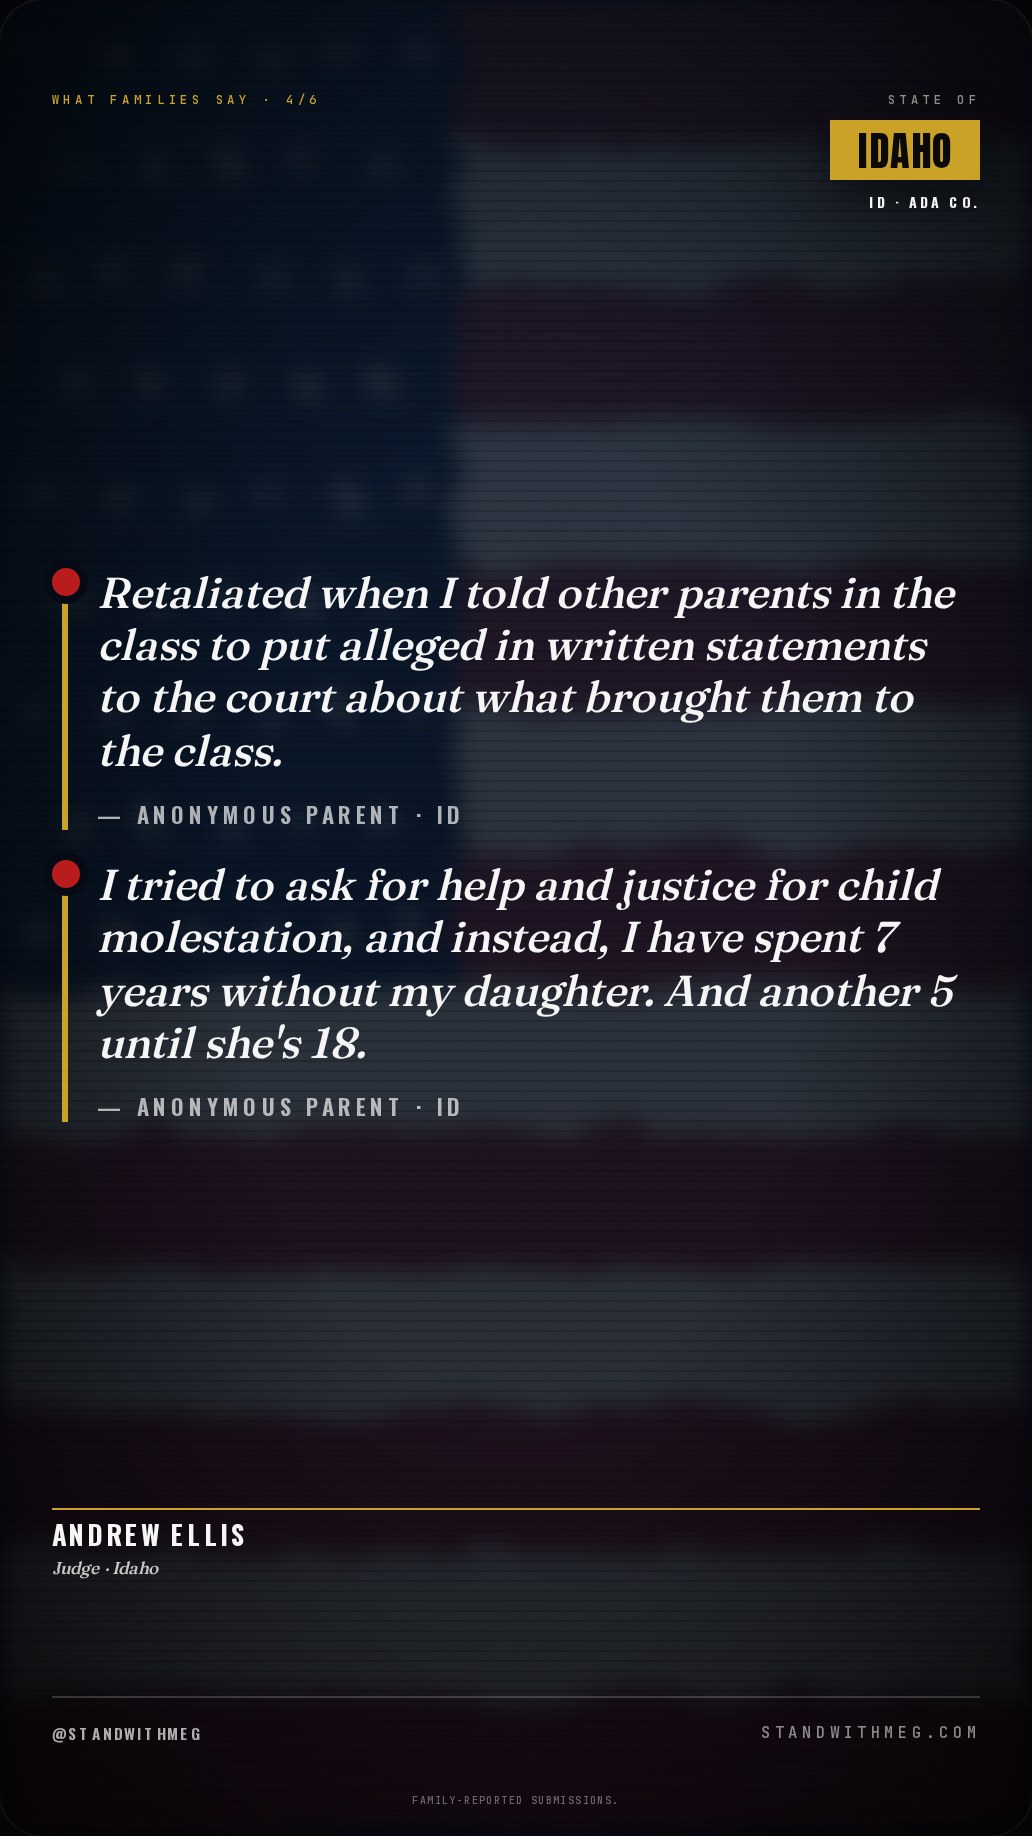 WHAT FAMILIES SAY · 4/6
STATE OF
IDAHO
ID · ADA CO.
Retaliated when I told other parents in the
class to put alleged in written statements
to the court about what brought them to
the class.
— ANONYMOUS PARENT · ID
I tried to ask for help and justice for child
molestation, and instead, I have spent 7
years without my daughter. And another 5
until she's 18.
— ANONYMOUS PARENT · ID
ANDREW ELLIS
Judge · Idaho
@STANDWITHMEG
STANDWITHMEG.COM
FAMILY-REPORTED SUBMISSIONS.